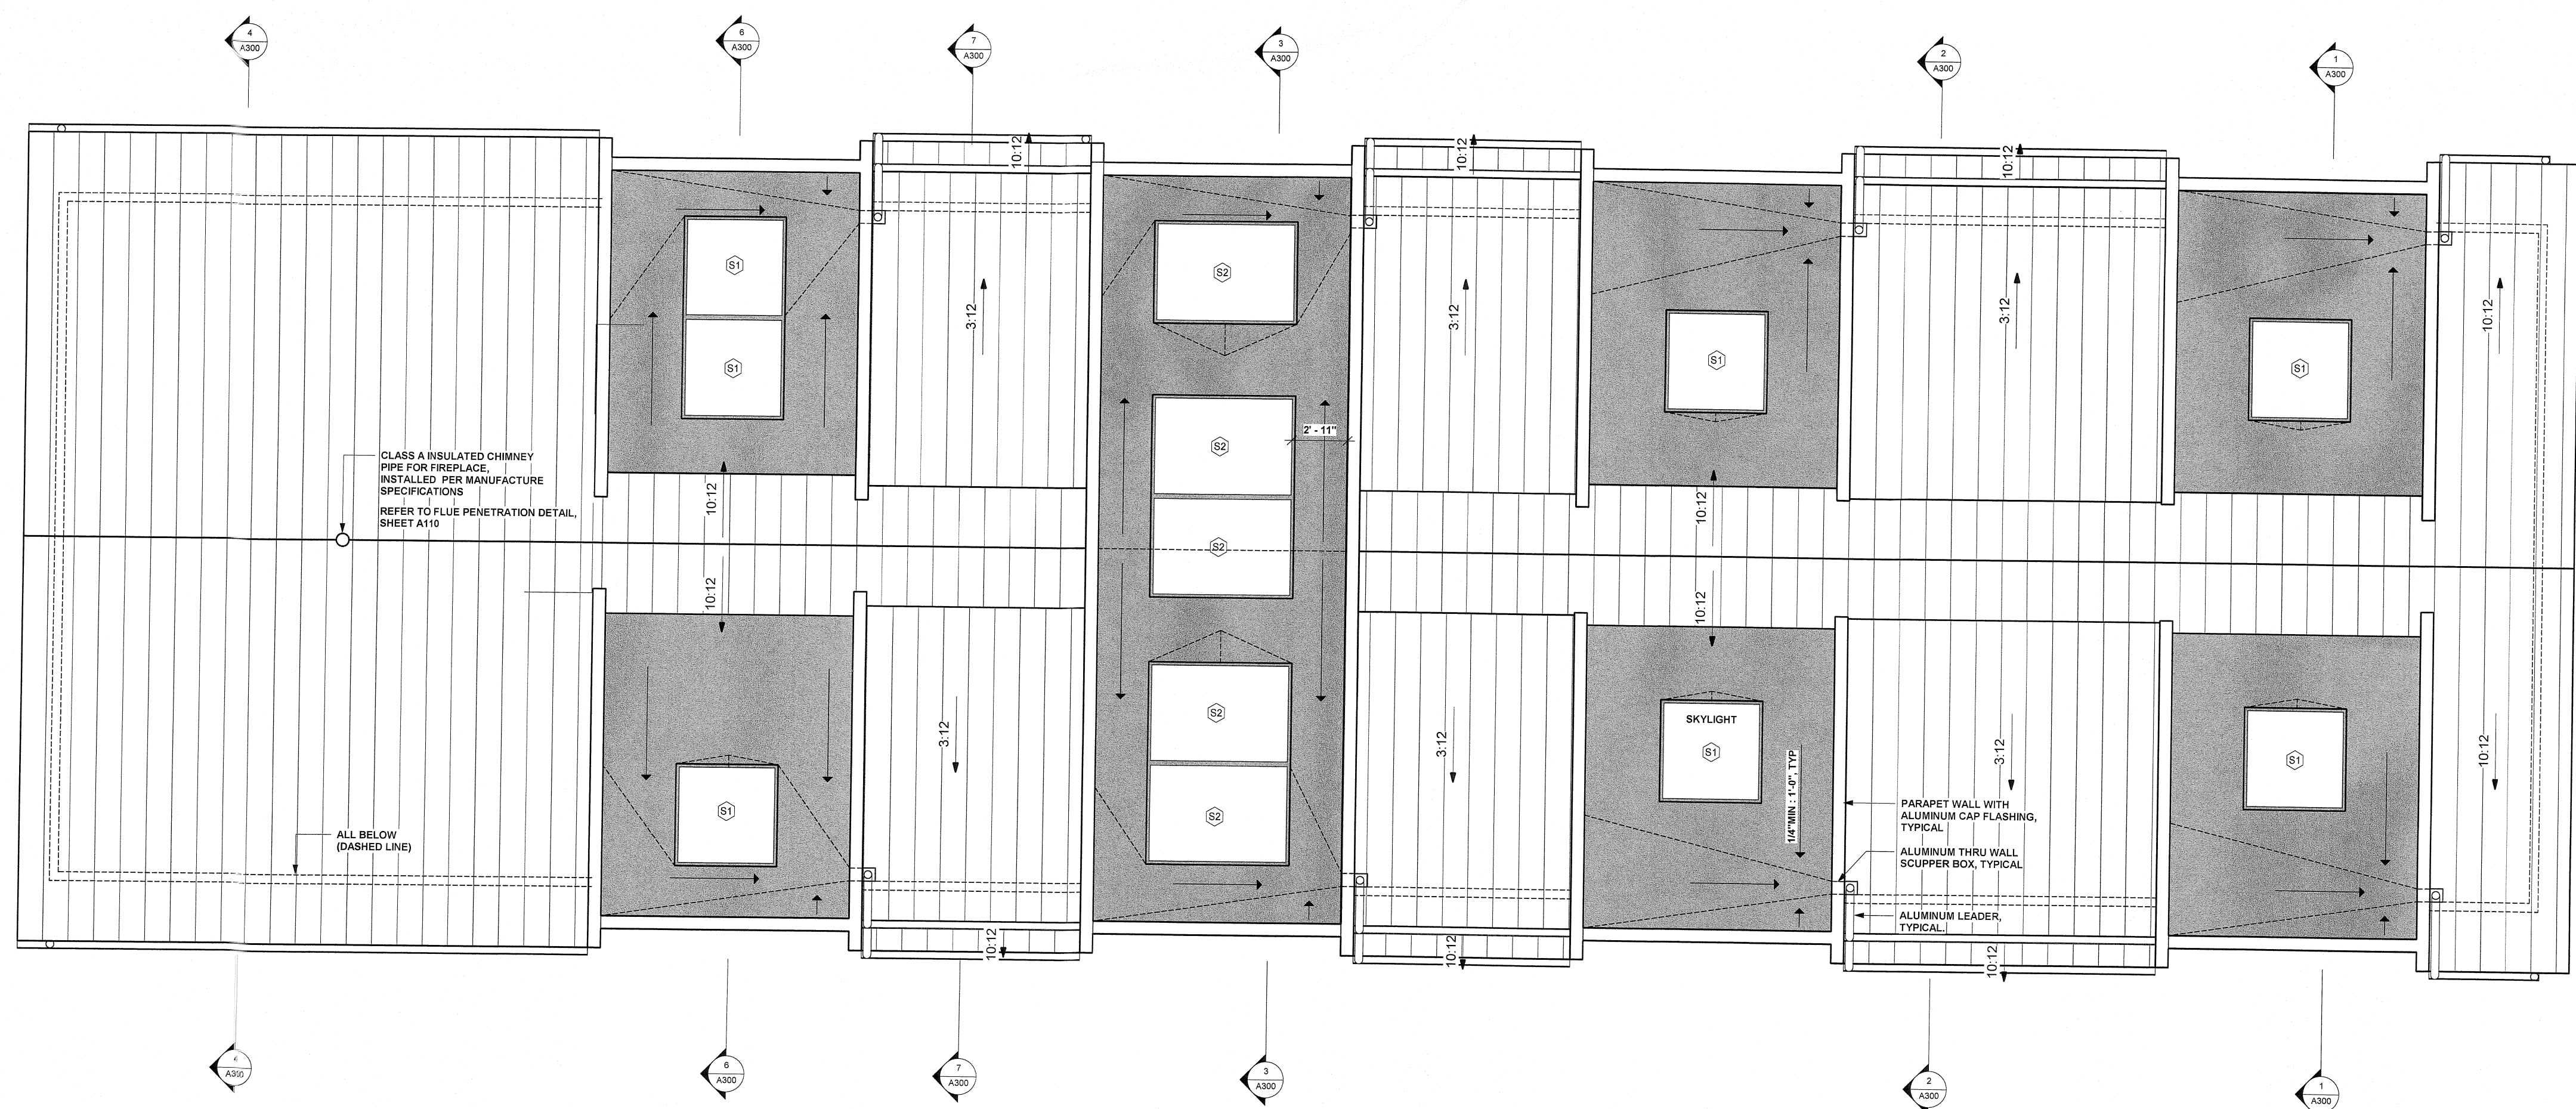 4
A300
6
A300
7
A300
3
A300
2
A300
1
A300
10:12
10:12
10:12
S1
S2
S1
S1
S1
S2
S2
S2
S2
3:12
3:12
3:12
10:12
2' - 11"
CLASS A INSULATED CHIMNEY
PIPE FOR FIREPLACE,
INSTALLED PER MANUFACTURE
SPECIFICATIONS
REFER TO FLUE PENETRATION DETAIL,
SHEET A110
10:12
10:12
10:12
10:12
SKYLIGHT
S1
S1
S1
3:12
3:12
3:12
10:12
1/4"MIN : 1'-0", TYP
ALL BELOW
(DASHED LINE)
PARAPET WALL WITH
ALUMINUM CAP FLASHING,
TYPICAL
ALUMINUM THRU WALL
SCUPPER BOX, TYPICAL
ALUMINUM LEADER,
TYPICAL.
10:12
10:12
10:12
A300
6
A300
7
A300
3
A300
2
A300
1
A300